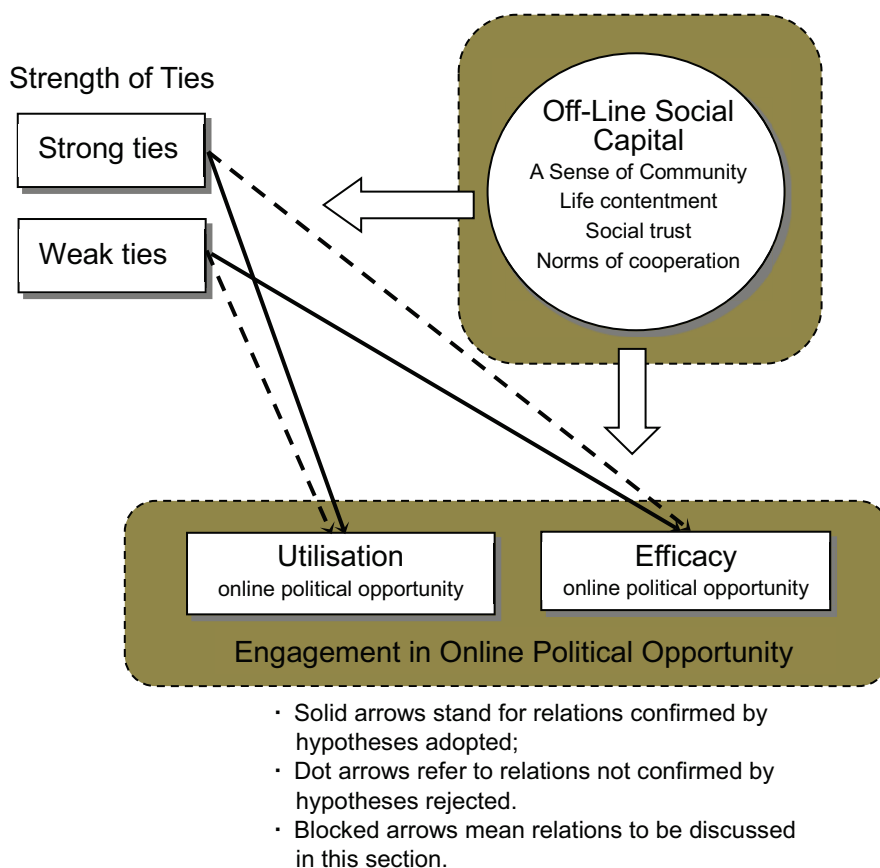 Strength of Ties
Strong ties
Weak ties
Off-Line Social
Capital
A Sense of Community
Life contentment
Social trust
Norms of cooperation
Utilisation
online political opportunity
Efficacy
online political opportunity
Engagement in Online Political Opportunity
· Solid arrows stand for relations confirmed by
hypotheses adopted;
· Dot arrows refer to relations not confirmed by
hypotheses rejected.
· Blocked arrows mean relations to be discussed
in this section.